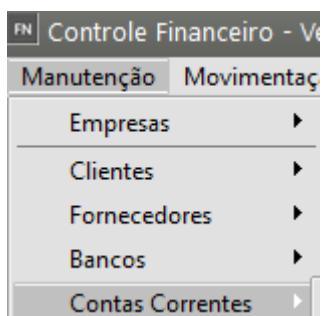 FN Controle Financeiro - Ve
Manutenção Movimentaç
Empresas
Clientes
Fornecedores
Bancos
Contas Correntes